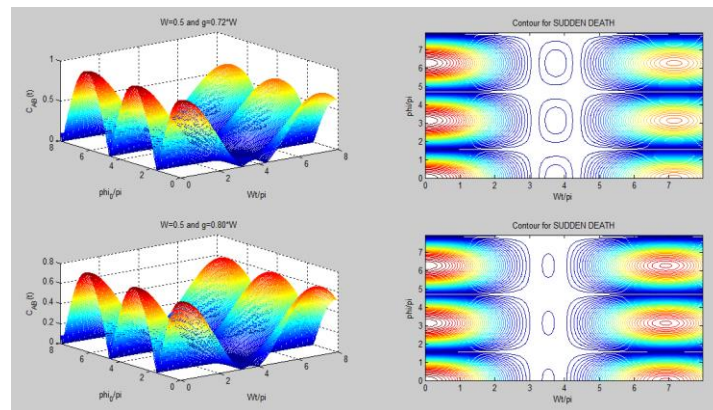 W=0.5 and g=0.72*W
1
0.5
0
C_AB(t)
8
6
4
2
0
phi_0/pi
0
2
4
6
8
Wt/pi
Contour for SUDDEN DEATH
7
6
5
4
3
2
1
0
phi/pi
0 1 2 3 4 5 6 7
Wt/pi
W=0.5 and g=0.80*W
0.8
0.6
0.4
0.2
0
C_AB(t)
8
6
4
2
0
phi_0/pi
0
2
4
6
8
Wt/pi
Contour for SUDDEN DEATH
7
6
5
4
3
2
1
0
phi/pi
0 1 2 3 4 5 6 7
Wt/pi